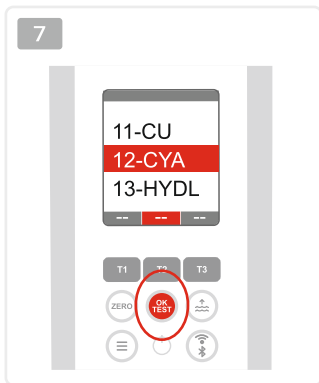 7
11-CU
12-CYA
13-HYDL
-- -- --
T1 T2 T3
ZERO OK
TEST